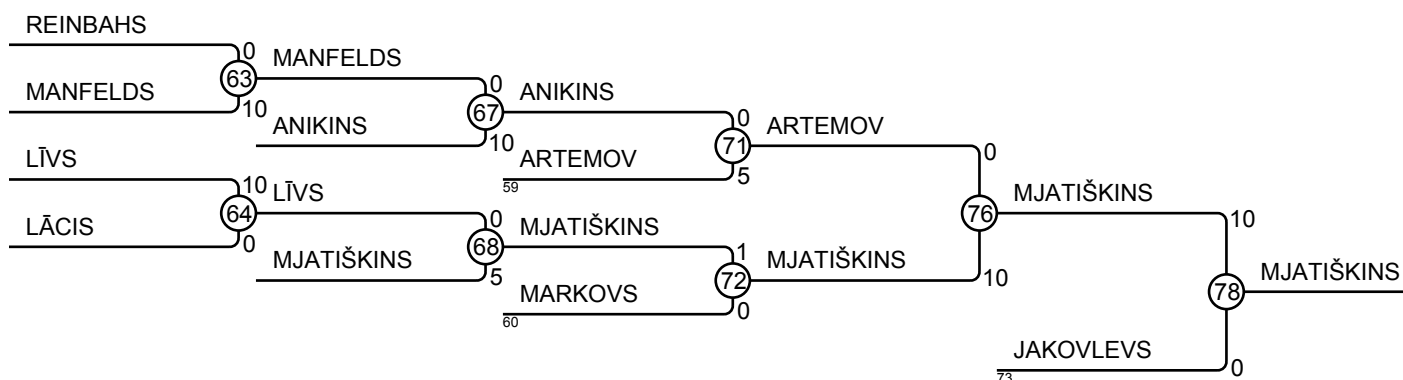 REINBAHS
0
63
MANFELDS
0
MANFELDS
10
67
ANIKINS
0
ANIKINS
10
71
ARTEMOV
0
LĪVS
ARTEMOV
5
59
10
LĪVS
0
MJATIŠKINS
10
64
76
LĀCIS
0
68
MJATIŠKINS
1
MJATIŠKINS
5
72
MJATIŠKINS
10
MJATIŠKINS
MARKOVS
0
78
60
JAKOVLEVS
0
73